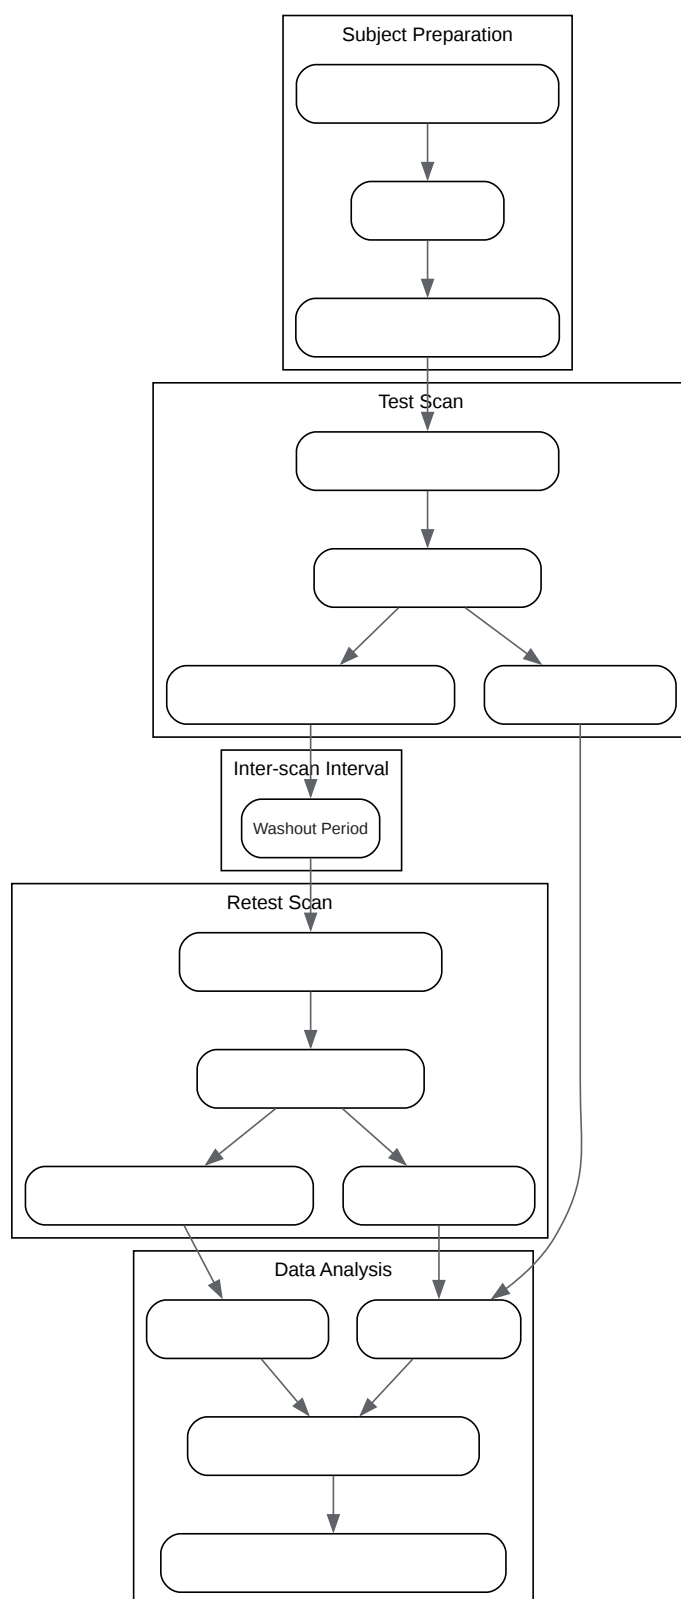 Subject Preparation
Test Scan
Inter-scan Interval
Washout Period
Retest Scan
Data Analysis